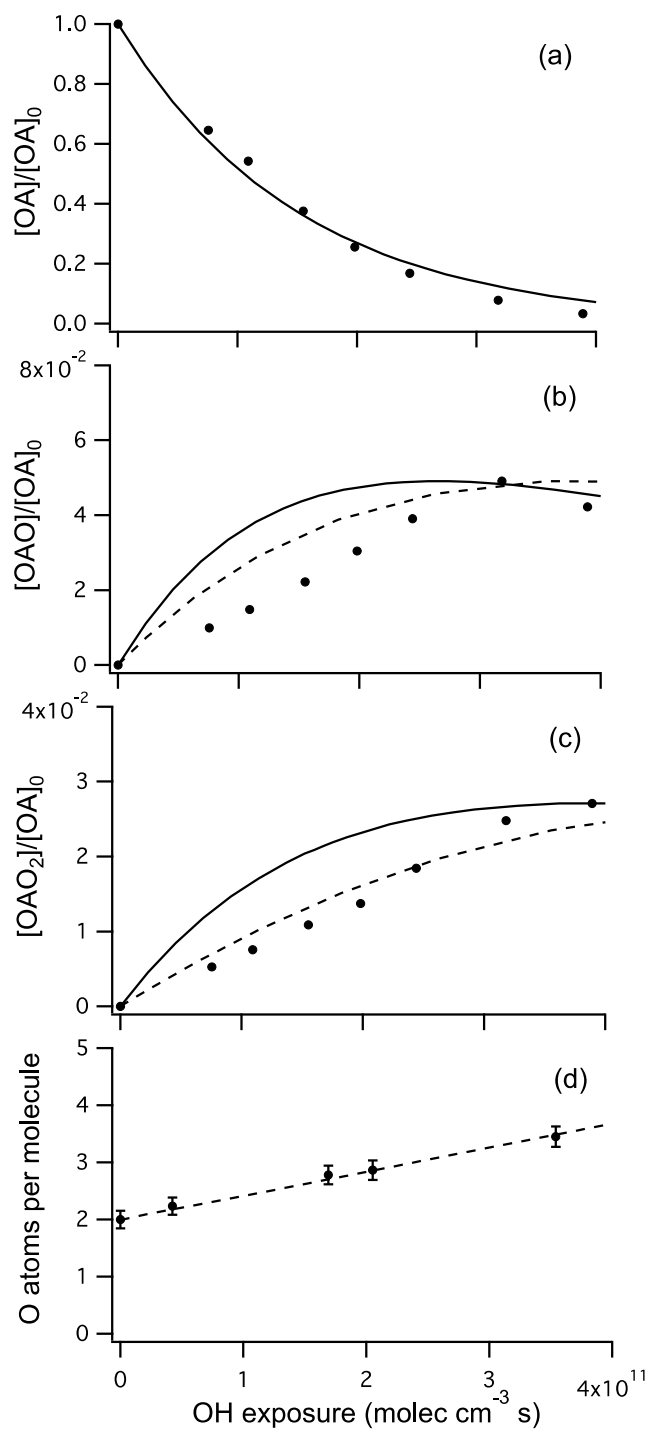 1.0
(a)
0.8
0.6
0.4
0.2
0.0
[OA]/[OA]₀
8x10⁻²
(b)
6
4
2
0
[OAO]/[OA]₀
4x10⁻²
(c)
3
2
1
0
[OAO₂]/[OA]₀
5
(d)
4
3
2
1
0
O atoms per molecule
0 1 2 3 4x10¹¹
OH exposure (molec cm⁻³ s)